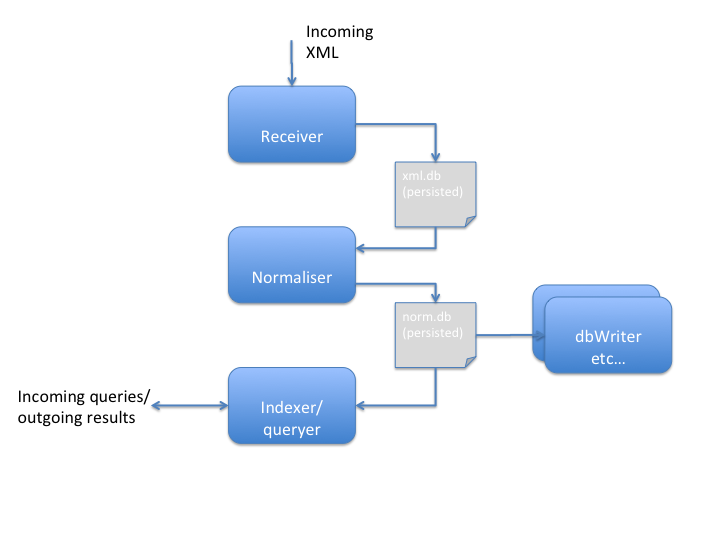 Incoming
XML
Receiver
xml.db
(persisted)
Normaliser
norm.db
(persisted)
dbWriter
etc...
Incoming queries/
outgoing results
Indexer/
queryer